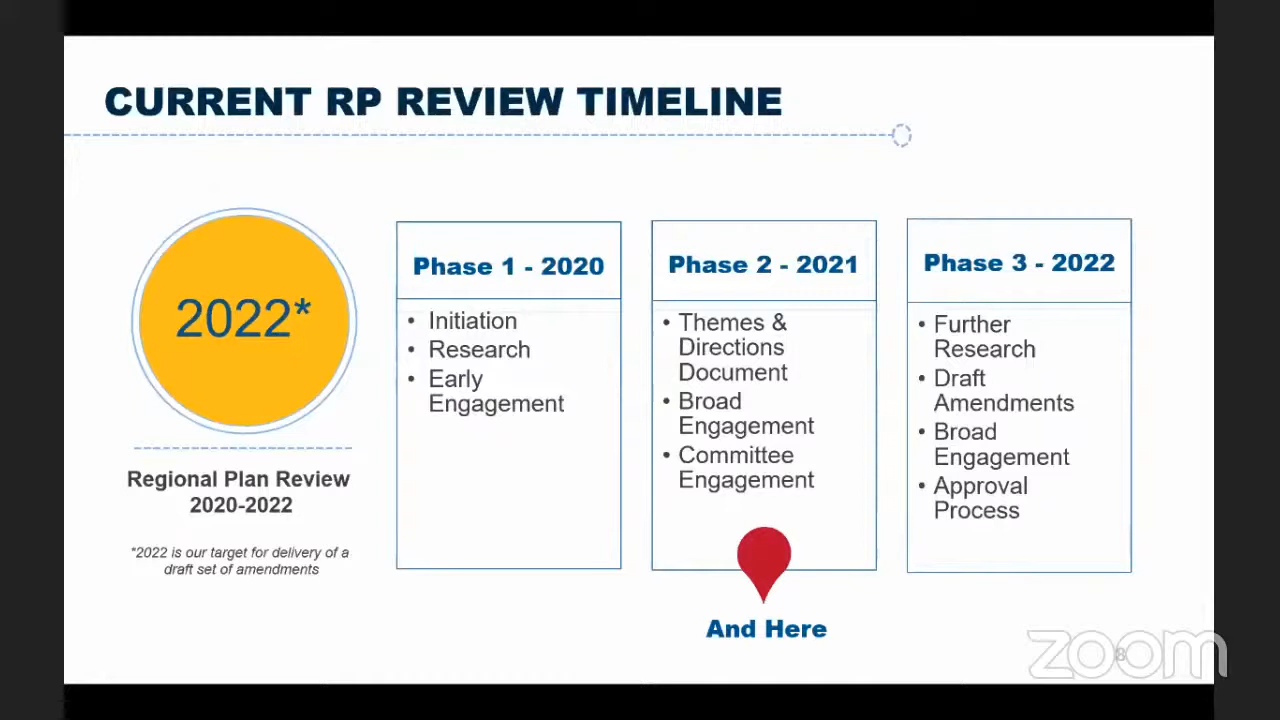 CURRENT RP REVIEW TIMELINE
2022*
Regional Plan Review
2020-2022
*2022 is our target for delivery of a
draft set of amendments
Phase 1 - 2020
• Initiation
• Research
• Early
Engagement
Phase 2 - 2021
• Themes &
Directions
Document
• Broad
Engagement
• Committee
Engagement
And Here
Phase 3 - 2022
• Further
Research
• Draft
Amendments
• Broad
Engagement
• Approval
Process
8
zoom